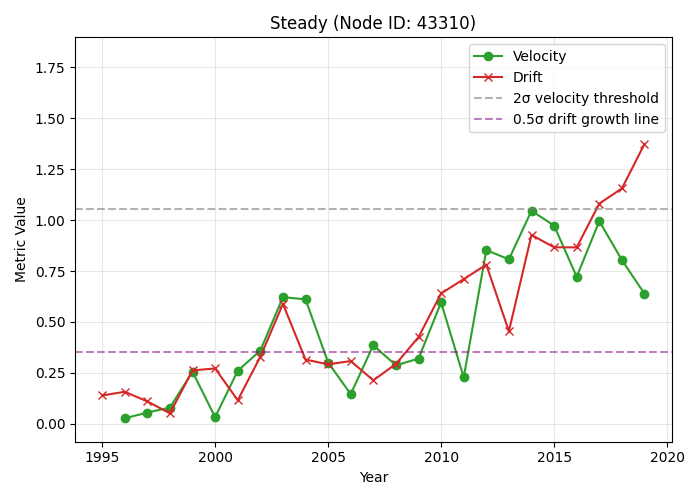 Steady (Node ID: 43310)
Velocity
Drift
2σ velocity threshold
0.5σ drift growth line
Metric Value
1.75
1.50
1.25
1.00
0.75
0.50
0.25
0.00
1995 2000 2005 2010 2015 2020
Year